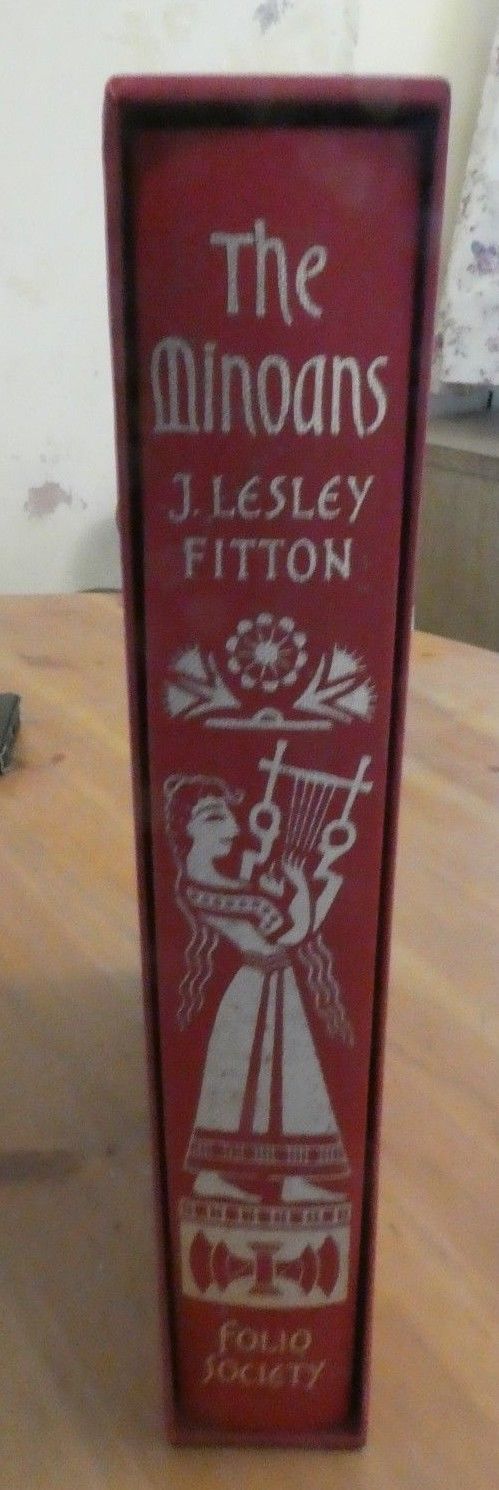 The
Minoans
J. LESLEY
FITTON
FOLIO
SOCIETY